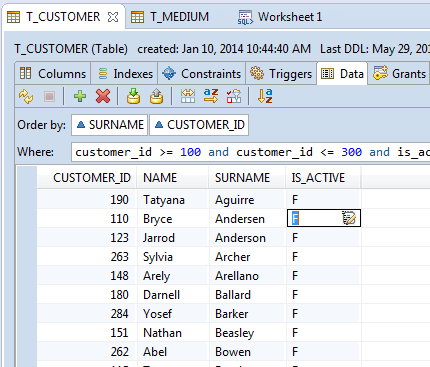 T_CUSTOMER T_MEDIUM SQL Worksheet 1
T_CUSTOMER (Table) created: Jan 10, 2014 10:44:40 AM Last DDL: May 29, 201
Columns Indexes Constraints Triggers Data Grants
Order by: SURNAME CUSTOMER_ID
Where: customer_id >= 100 and customer_id <= 300 and is_ac
CUSTOMER_ID NAME SURNAME IS_ACTIVE
190 Tatyana Aguirre F
110 Bryce Andersen F
123 Jarrod Anderson F
263 Sylvia Archer F
148 Arely Arellano F
180 Darnell Ballard F
284 Yosef Barker F
151 Nathan Beasley F
262 Abel Bowen F